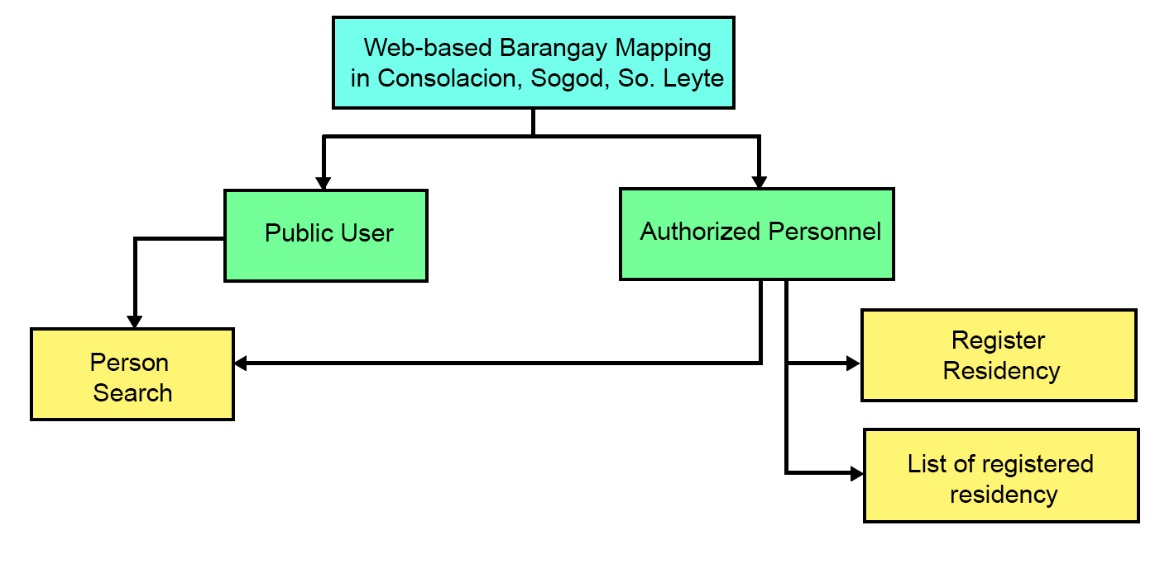 Web-based Barangay Mapping
in Consolacion, Sogod, So. Leyte
Public User
Authorized Personnel
Person
Search
Register
Residency
List of registered
residency